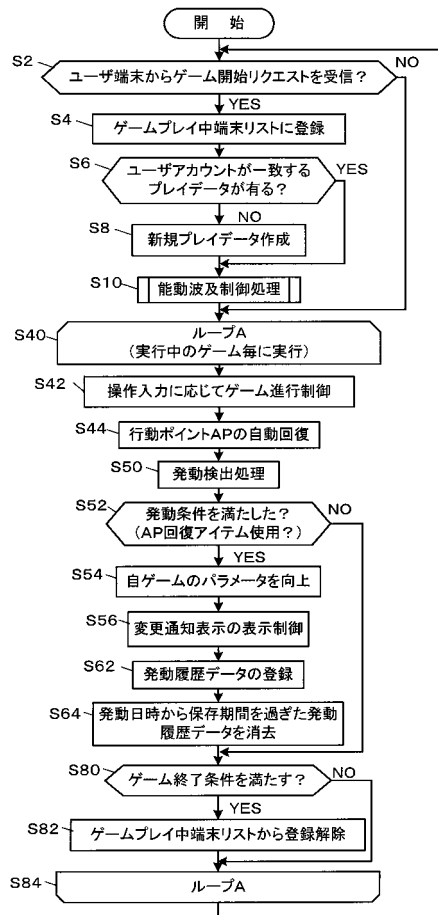 開　始
S2
ユーザ端末からゲーム開始リクエストを受信？
NO
YES
S4
ゲームプレイ中端末リストに登録
S6
ユーザアカウントが一致する
プレイデータが有る？
YES
NO
S8
新規プレイデータ作成
S10
能動波及制御処理
S40
ループA
(実行中のゲーム毎に実行)
S42
操作入力に応じてゲーム進行制御
S44
行動ポイントAPの自動回復
S50
発動検出処理
S52
発動条件を満たした？
(AP回復アイテム使用？)
NO
YES
S54
自ゲームのパラメータを向上
S56
変更通知表示の表示制御
S62
発動履歴データの登録
S64
発動日時から保存期間を過ぎた発動
履歴データを消去
S80
ゲーム終了条件を満たす？
NO
YES
S82
ゲームプレイ中端末リストから登録解除
S84
ループA